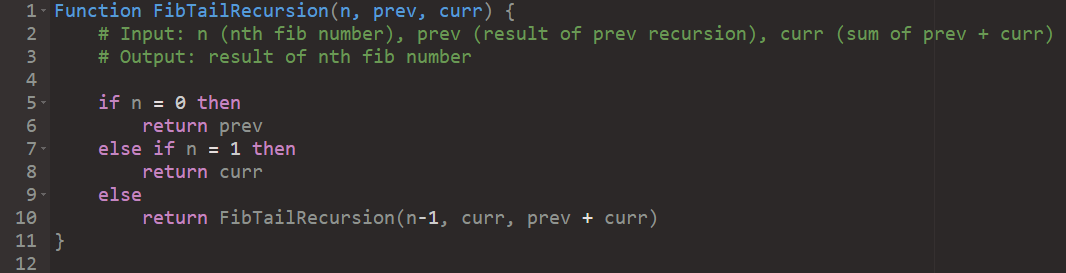 1 Function FibTailRecursion(n, prev, curr) {
2     # Input: n (nth fib number), prev (result of prev recursion), curr (sum of prev + curr)
3     # Output: result of nth fib number
4
5     if n = 0 then
6         return prev
7     else if n = 1 then
8         return curr
9     else
10         return FibTailRecursion(n-1, curr, prev + curr)
11 }
12